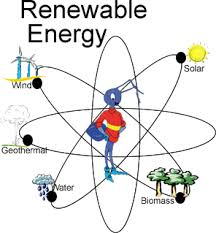 Renewable
Energy
Solar
Wind
Geothermal
Water
Biomass